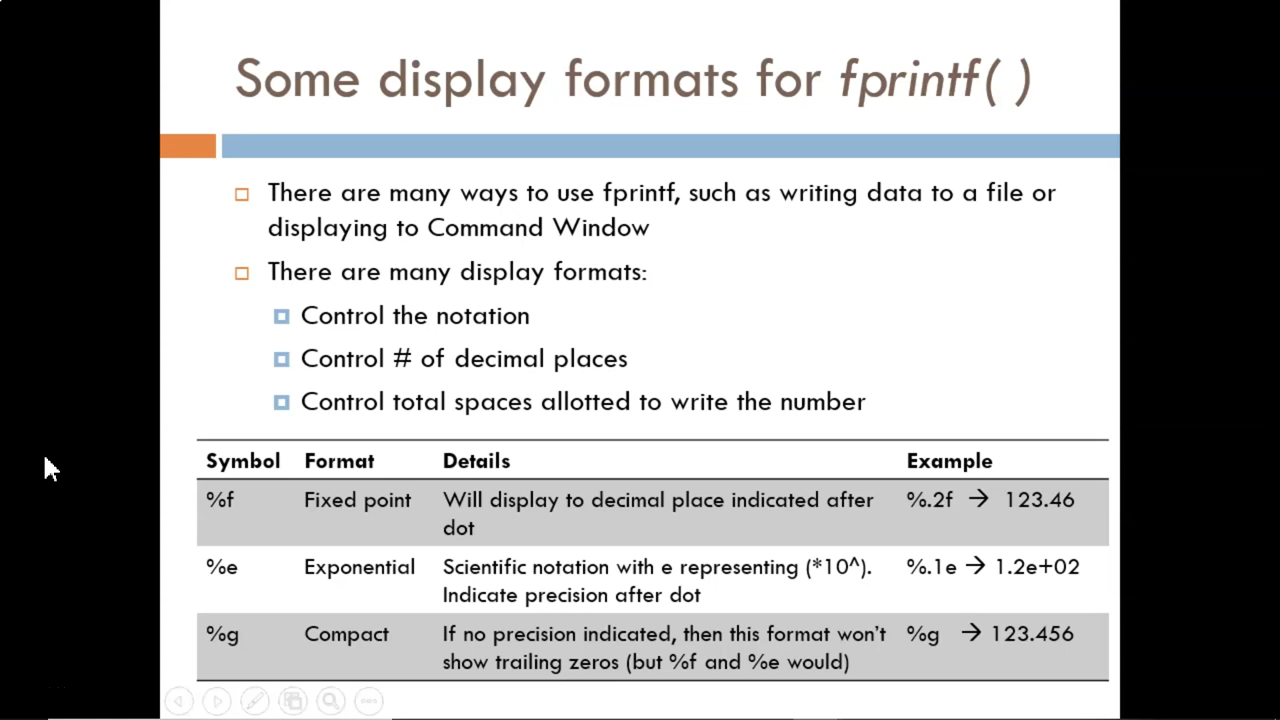 Some display formats for fprintf( )
There are many ways to use fprintf, such as writing data to a file or
displaying to Command Window
There are many display formats:
Control the notation
Control # of decimal places
Control total spaces allotted to write the number
Symbol Format Details Example
%f Fixed point Will display to decimal place indicated after dot %.2f → 123.46
%e Exponential Scientific notation with e representing (*10^). Indicate precision after dot %.1e → 1.2e+02
%g Compact If no precision indicated, then this format won't show trailing zeros (but %f and %e would) %g → 123.456